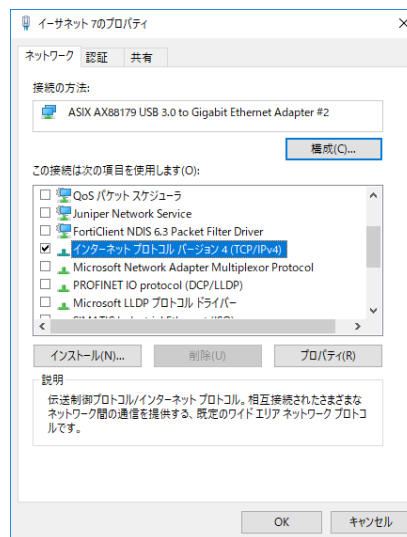 イーサネット 7のプロパティ
ネットワーク 認証 共有
接続の方法:
ASIX AX88179 USB 3.0 to Gigabit Ethernet Adapter #2
構成(C)...
この接続は次の項目を使用します(O):
QoS パケット スケジューラ
Juniper Network Service
FortiClient NDIS 6.3 Packet Filter Driver
インターネット プロトコル バージョン 4 (TCP/IPv4)
Microsoft Network Adapter Multiplexor Protocol
PROFINET IO protocol (DCP/LLDP)
Microsoft LLDP プロトコル ドライバー
インストール(N)... 削除(U) プロパティ(R)
説明
伝送制御プロトコル/インターネット プロトコル。相互接続されたさまざまな
ネットワーク間の通信を提供する、既定のワイド エリア ネットワーク プロトコ
ルです。
OK キャンセル